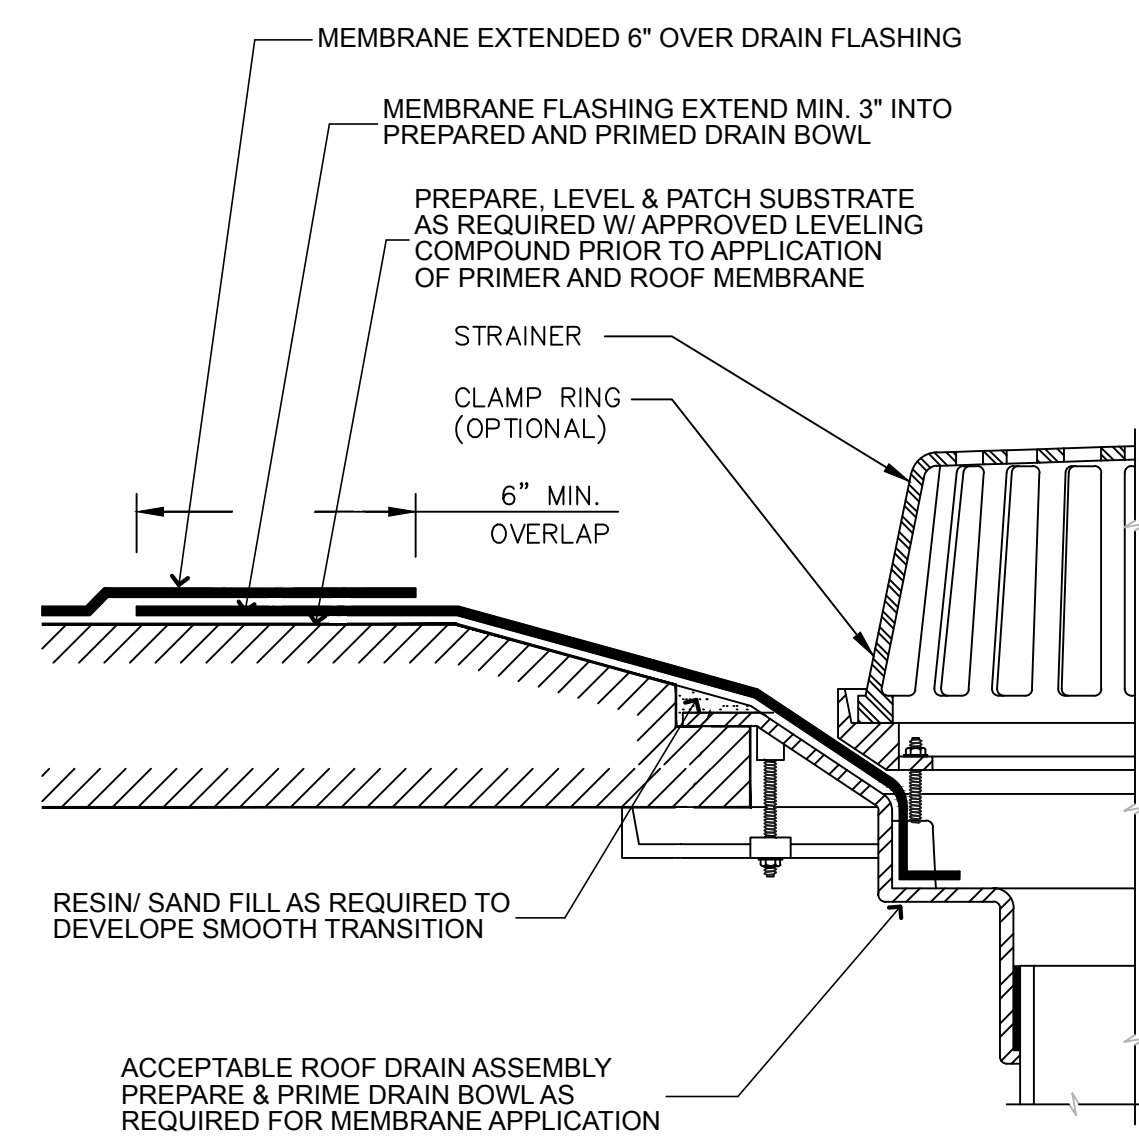 MEMBRANE EXTENDED 6" OVER DRAIN FLASHING
MEMBRANE FLASHING EXTEND MIN. 3" INTO
PREPARED AND PRIMED DRAIN BOWL
PREPARE, LEVEL & PATCH SUBSTRATE
AS REQUIRED W/ APPROVED LEVELING
COMPOUND PRIOR TO APPLICATION
OF PRIMER AND ROOF MEMBRANE
STRAINER
CLAMP RING
(OPTIONAL)
6” MIN.
OVERLAP
RESIN/ SAND FILL AS REQUIRED TO
DEVELOPE SMOOTH TRANSITION
ACCEPTABLE ROOF DRAIN ASSEMBLY
PREPARE & PRIME DRAIN BOWL AS
REQUIRED FOR MEMBRANE APPLICATION